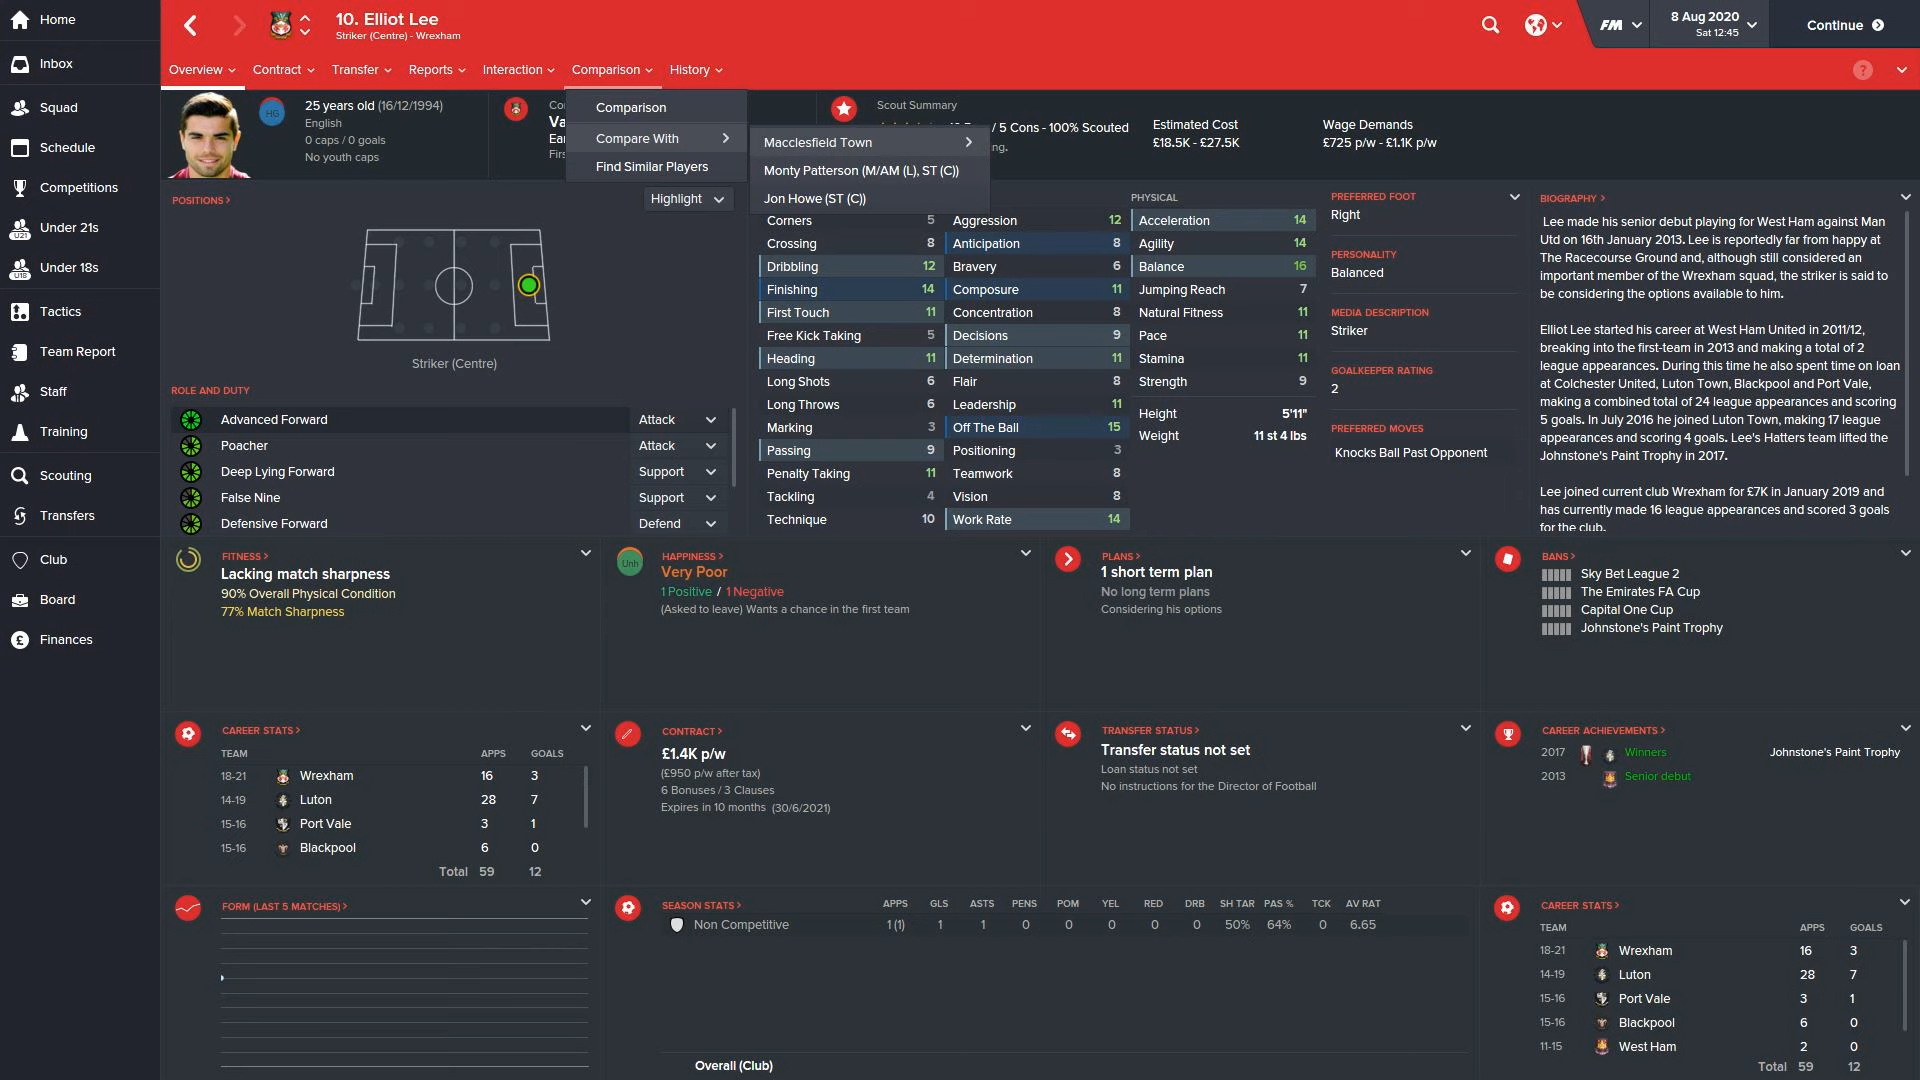 Home
Inbox
Squad
Schedule
Competitions
Under 21s
Under 18s
Tactics
Team Report
Staff
Training
Scouting
Transfers
Club
Board
Finances
10. Elliot Lee
Striker (Centre) - Wrexham
FM
8 Aug 2020
Sat 12:45
Continue
Overview Contract Transfer Reports Interaction Comparison History
?
HG
25 years old (16/12/1994)
English
0 caps / 0 goals
No youth caps
Comparison
Compare With
Find Similar Players
Macclesfield Town
Monty Patterson (M/AM (L), ST (C))
Jon Howe (ST (C))
Scout Summary
/ 5 Cons - 100% Scouted
Estimated Cost
£18.5K - £27.5K
Wage Demands
£725 p/w - £1.1K p/w
POSITIONS >
Highlight
Striker (Centre)
ROLE AND DUTY
Advanced Forward Attack
Poacher Attack
Deep Lying Forward Support
False Nine Support
Defensive Forward Defend
Corners 5
Crossing 8
Dribbling 12
Finishing 14
First Touch 11
Free Kick Taking 5
Heading 11
Long Shots 6
Long Throws 6
Marking 3
Passing 9
Penalty Taking 11
Tackling 4
Technique 10
Aggression 12
Anticipation 8
Bravery 6
Composure 11
Concentration 8
Decisions 9
Determination 11
Flair 8
Leadership 11
Off The Ball 15
Positioning 3
Teamwork 8
Vision 8
Work Rate 14
PHYSICAL
Acceleration 14
Agility 14
Balance 16
Jumping Reach 7
Natural Fitness 11
Pace 11
Stamina 11
Strength 9
Height 5'11"
Weight 11 st 4 lbs
PREFERRED FOOT
Right
PERSONALITY
Balanced
MEDIA DESCRIPTION
Striker
GOALKEEPER RATING
2
PREFERRED MOVES
Knocks Ball Past Opponent
BIOGRAPHY >
Lee made his senior debut playing for West Ham against Man
Utd on 16th January 2013. Lee is reportedly far from happy at
The Racecourse Ground and, although still considered an
important member of the Wrexham squad, the striker is said to
be considering the options available to him.
Elliot Lee started his career at West Ham United in 2011/12,
breaking into the first-team in 2013 and making a total of 2
league appearances. During this time he also spent time on loan
at Colchester United, Luton Town, Blackpool and Port Vale,
making a combined total of 24 league appearances and scoring
5 goals. In July 2016 he joined Luton Town, making 17 league
appearances and scoring 4 goals. Lee's Hatters team lifted the
Johnstone's Paint Trophy in 2017.
Lee joined current club Wrexham for £7K in January 2019 and
has currently made 16 league appearances and scored 3 goals
for the club.
FITNESS >
Lacking match sharpness
90% Overall Physical Condition
77% Match Sharpness
Unh
HAPPINESS >
Very Poor
1 Positive / 1 Negative
(Asked to leave) Wants a chance in the first team
PLANS >
1 short term plan
No long term plans
Considering his options
BANS >
Sky Bet League 2
The Emirates FA Cup
Capital One Cup
Johnstone's Paint Trophy
CAREER STATS >
TEAM APPS GOALS
18-21 Wrexham 16 3
14-19 Luton 28 7
15-16 Port Vale 3 1
15-16 Blackpool 6 0
Total 59 12
CONTRACT >
£1.4K p/w
(£950 p/w after tax)
6 Bonuses / 3 Clauses
Expires in 10 months (30/6/2021)
TRANSFER STATUS >
Transfer status not set
Loan status not set
No instructions for the Director of Football
CAREER ACHIEVEMENTS >
2017 Winners Johnstone's Paint Trophy
2013 Senior debut
FORM (LAST 5 MATCHES) >
SEASON STATS > APPS GLS ASTS PENS POM YEL RED DRB SH TAR PAS % TCK AV RAT
Non Competitive 1 (1) 1 1 0 0 0 0 0 50% 64% 0 6.65
Overall (Club)
CAREER STATS >
TEAM APPS GOALS
18-21 Wrexham 16 3
14-19 Luton 28 7
15-16 Port Vale 3 1
15-16 Blackpool 6 0
11-15 West Ham 2 0
Total 59 12